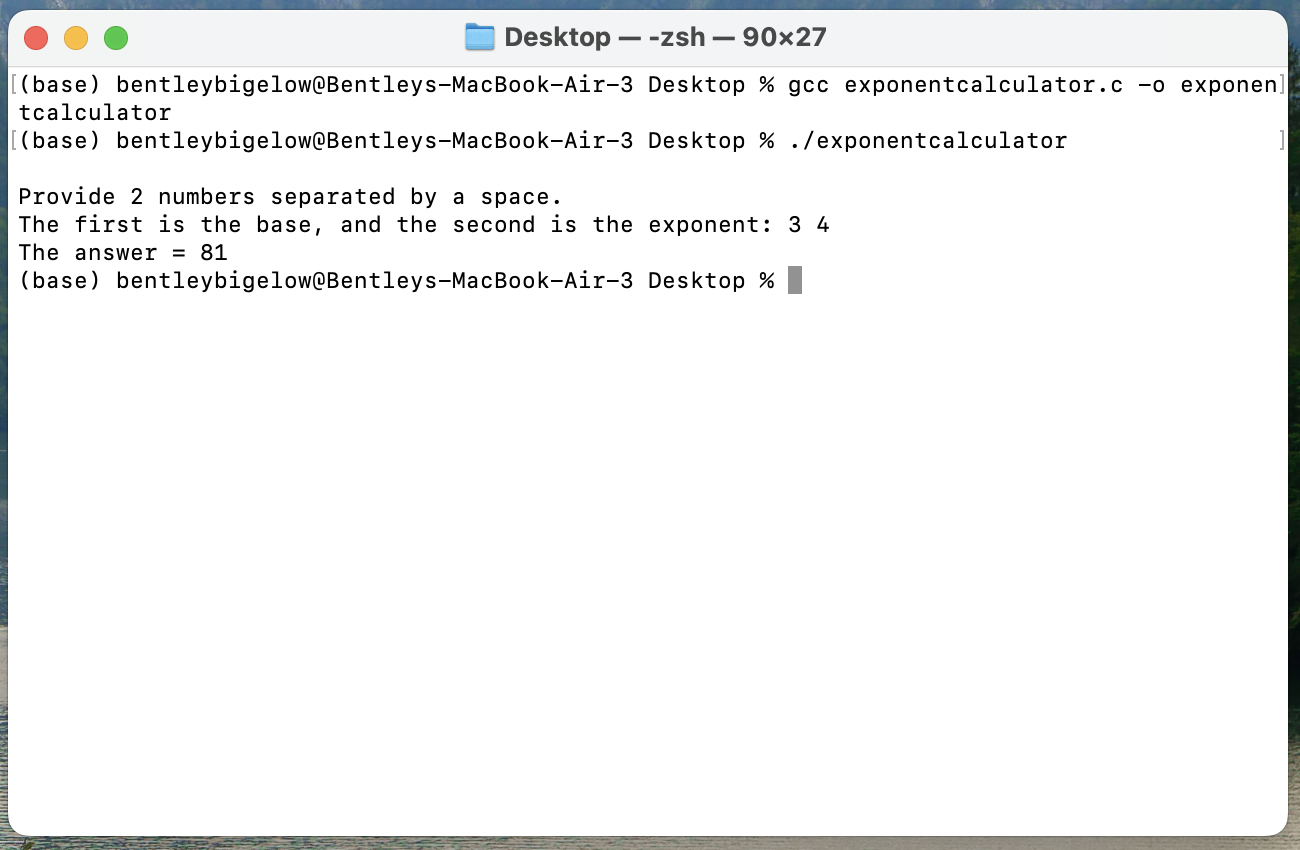 Desktop — -zsh — 90×27
[(base) bentleybigelow@Bentleys-MacBook-Air-3 Desktop % gcc exponentcalculator.c -o exponen]
tcalculator
[(base) bentleybigelow@Bentleys-MacBook-Air-3 Desktop % ./exponentcalculator ]
Provide 2 numbers separated by a space.
The first is the base, and the second is the exponent: 3 4
The answer = 81
(base) bentleybigelow@Bentleys-MacBook-Air-3 Desktop %